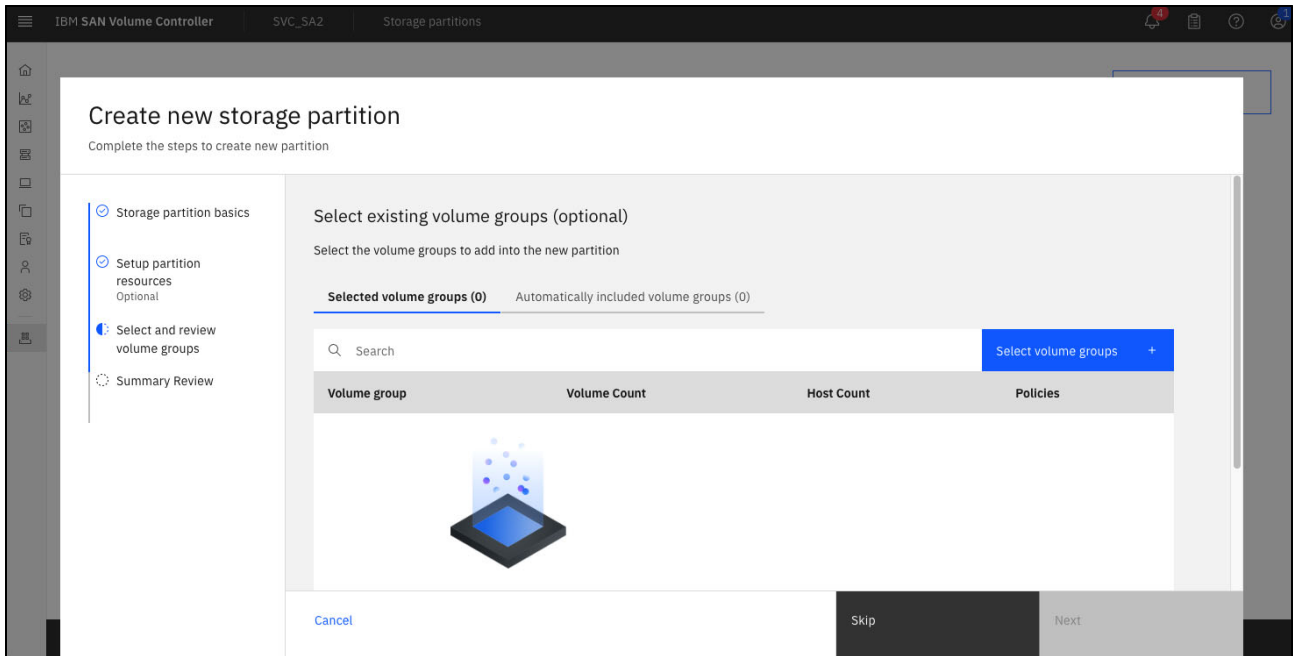 IBM SAN Volume Controller SVC_SA2 Storage partitions 4 1
Create new storage partition
Complete the steps to create new partition
Storage partition basics
Setup partition
resources
Optional
Select and review
volume groups
Summary Review
Select existing volume groups (optional)
Select the volume groups to add into the new partition
Selected volume groups (0) Automatically included volume groups (0)
Search Select volume groups +
Volume group Volume Count Host Count Policies
Cancel Skip Next